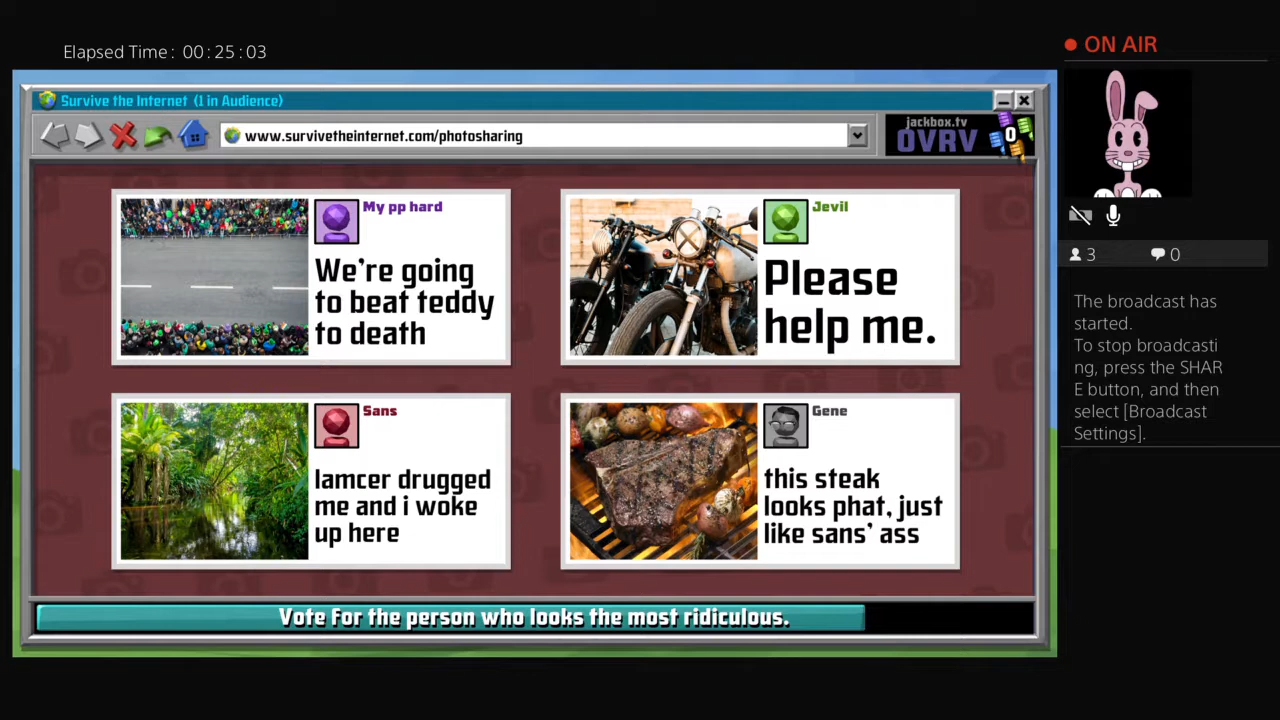 Elapsed Time: 00:25:03
ON AIR
Survive the Internet (1 in Audience)
www.survivetheinternet.com/photosharing
jackbox.tv
OVRV
0
My pp hard
We're going
to beat teddy
to death
Jevil
Please
help me.
Sans
lamcer drugged
me and i woke
up here
Gene
this steak
looks phat, just
like sans' ass
Vote for the person who looks the most ridiculous.
3
0
The broadcast has
started.
To stop broadcasti
ng, press the SHAR
E button, and then
select [Broadcast
Settings].